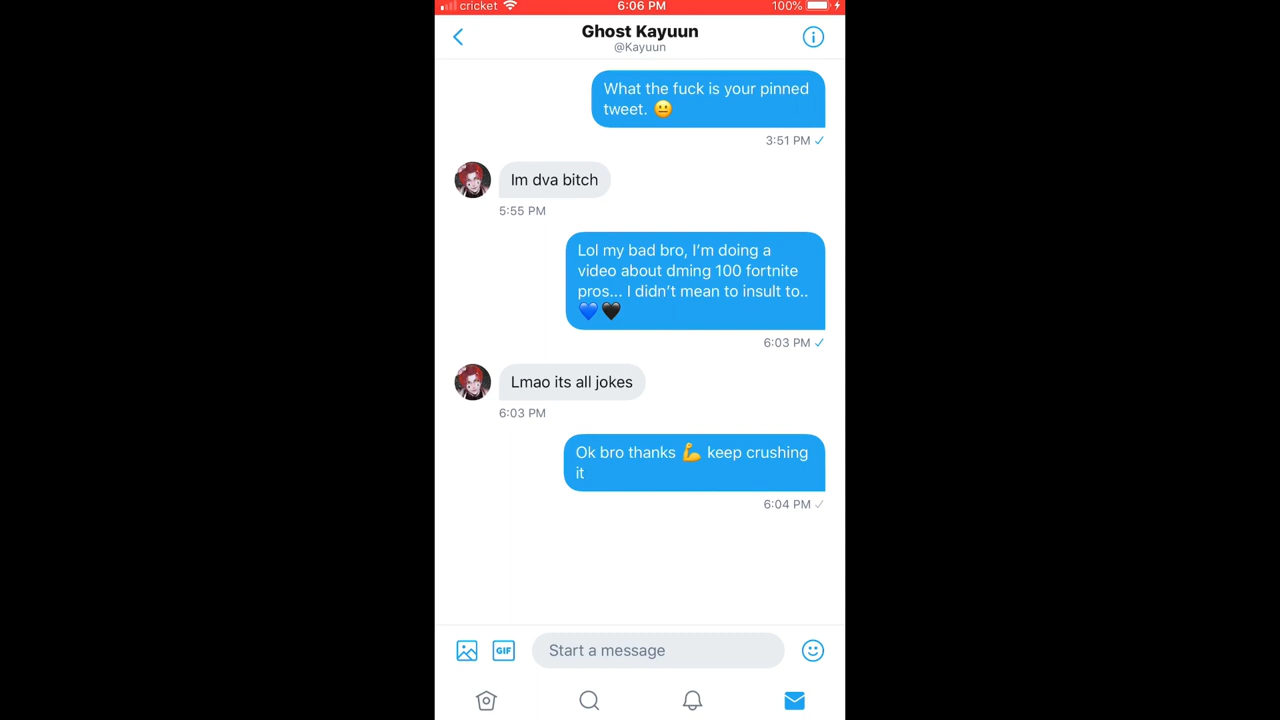 cricket 6:06 PM 100%
Ghost Kayuun
@Kayuun
What the fuck is your pinned
tweet. 😐
3:51 PM ✓
Im dva bitch
5:55 PM
Lol my bad bro, I’m doing a
video about dming 100 fortnite
pros... I didn’t mean to insult to..
💙🖤
6:03 PM ✓
Lmao its all jokes
6:03 PM
Ok bro thanks 💪 keep crushing
it
6:04 PM ✓
GIF Start a message